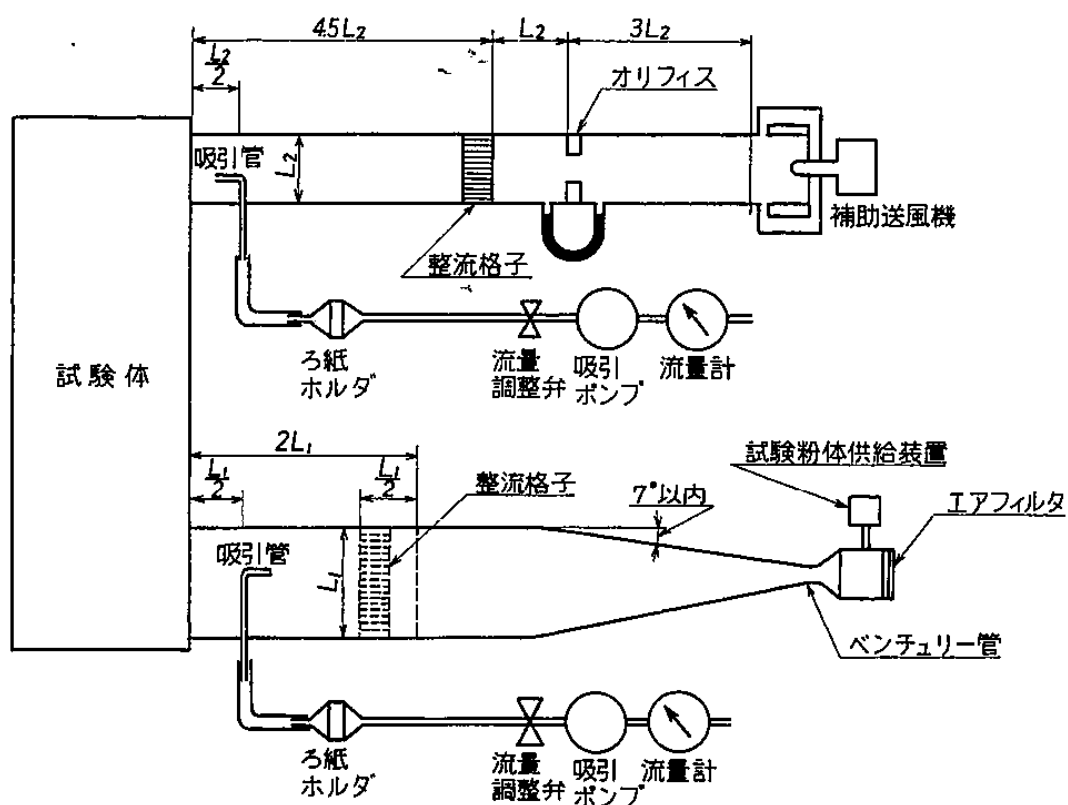 4.5L₂
L₂
3L₂
L₂/2
オリフィス
吸引管
L₂
補助送風機
整流格子
試験体
ろ紙
ホルダ
流量
調整弁
吸引
ポンプ
流量計
2L₁
L₁/2
L₁/2
整流格子
7°以内
試験粉体供給装置
エアフィルタ
吸引管
L₁
ベンチュリー管
ろ紙
ホルダ
流量
調整弁
吸引
ポンプ
流量計